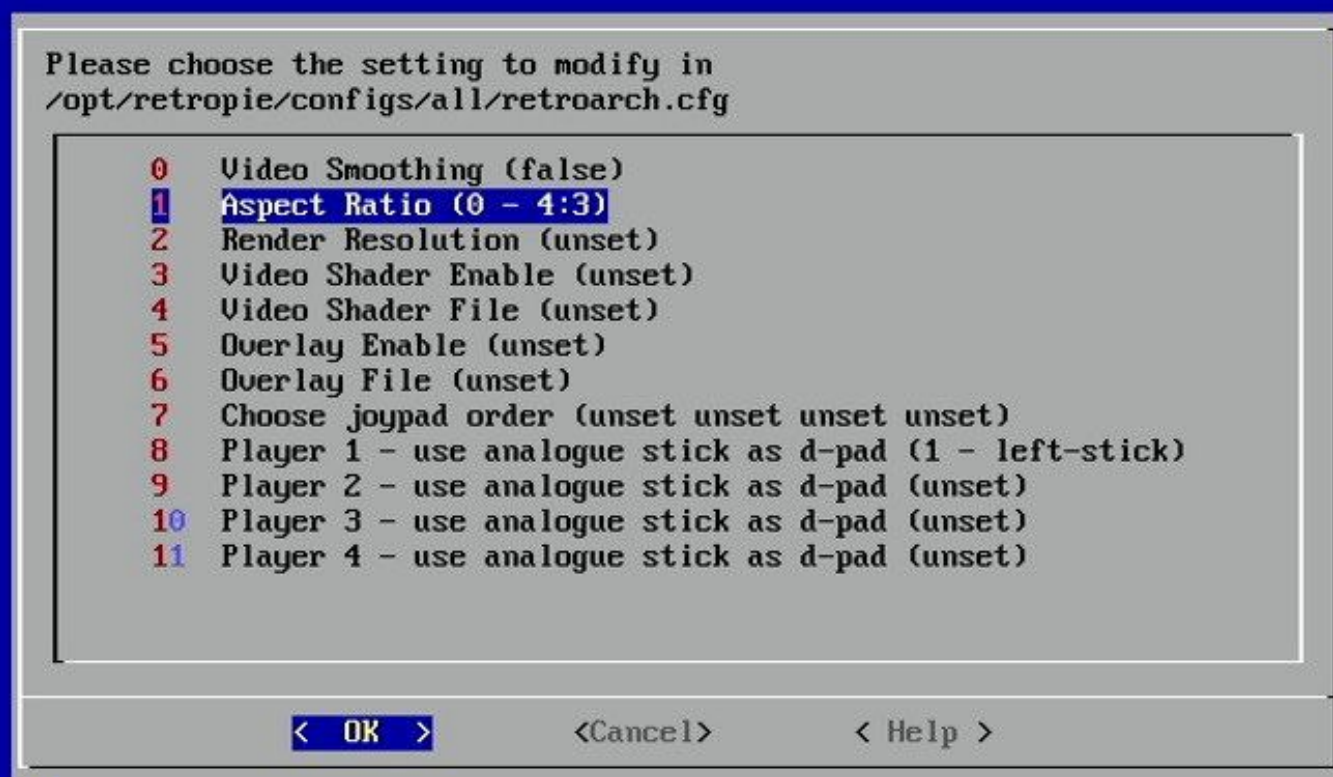 Please choose the setting to modify in
/opt/retropie/configs/all/retroarch.cfg
0 Video Smoothing (false)
1 Aspect Ratio (0 - 4:3)
2 Render Resolution (unset)
3 Video Shader Enable (unset)
4 Video Shader File (unset)
5 Overlay Enable (unset)
6 Overlay File (unset)
7 Choose joypad order (unset unset unset unset)
8 Player 1 - use analogue stick as d-pad (1 - left-stick)
9 Player 2 - use analogue stick as d-pad (unset)
10 Player 3 - use analogue stick as d-pad (unset)
11 Player 4 - use analogue stick as d-pad (unset)
< OK > <Cancel> < Help >